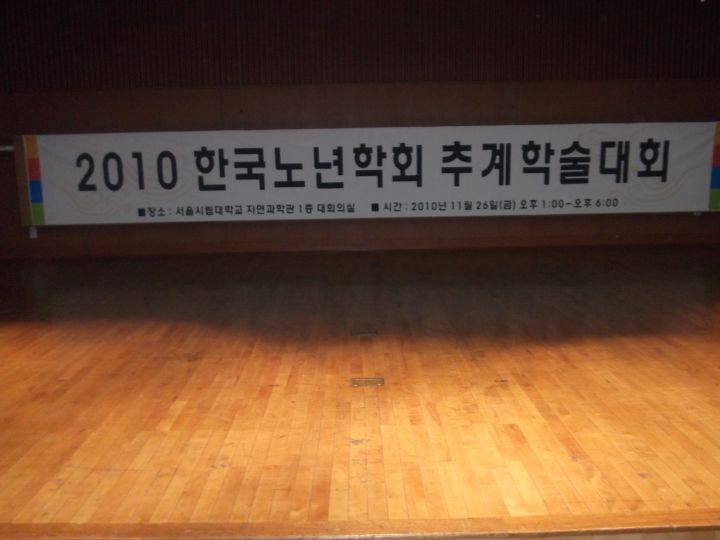 2010 한국노년학회 추계학술대회
■ 장소 : 서울시립대학교 자연과학관 1층 대회의실 ■ 시간 : 2010년 11월 26일(금) 오후 1:00-오후 6:00